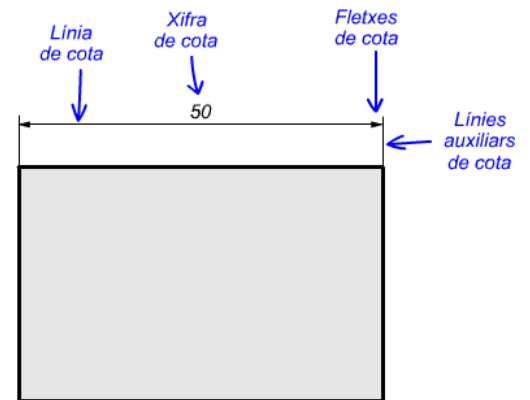 Línia
de cota
Xifra
de cota
Fletxes
de cota
50
Línies
auxiliars
de cota